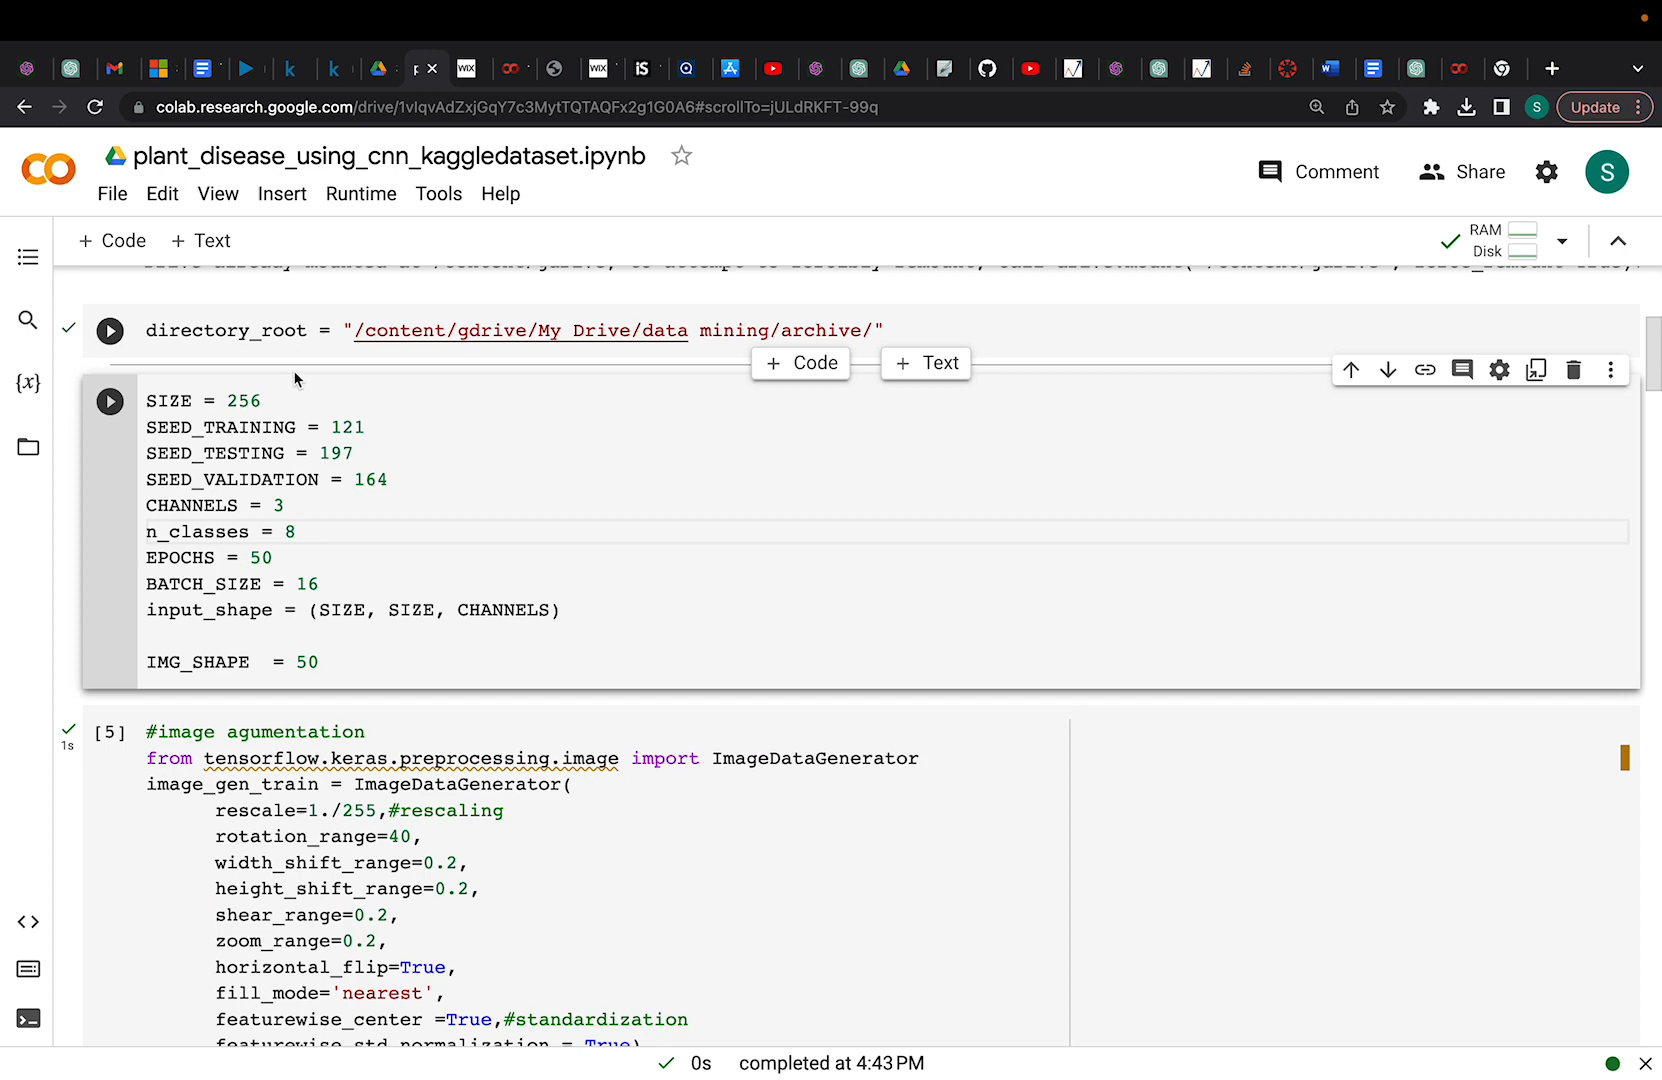 colab.research.google.com/drive/1vIqvAdZxjGqY7c3MytTQTAQFx2g1G0A6#scrollTo=jULdRKFT-99q
S
Update
plant_disease_using_cnn_kaggledataset.ipynb
Comment
Share
S
File Edit View Insert Runtime Tools Help
+ Code + Text
RAM
Disk
directory_root = "/content/gdrive/My Drive/data mining/archive/"
+ Code + Text
SIZE = 256
SEED_TRAINING = 121
SEED_TESTING = 197
SEED_VALIDATION = 164
CHANNELS = 3
n_classes = 8
EPOCHS = 50
BATCH_SIZE = 16
input_shape = (SIZE, SIZE, CHANNELS)
IMG_SHAPE  = 50
1s
[5]
#image agumentation
from tensorflow.keras.preprocessing.image import ImageDataGenerator
image_gen_train = ImageDataGenerator(
rescale=1./255,#rescaling
rotation_range=40,
width_shift_range=0.2,
height_shift_range=0.2,
shear_range=0.2,
zoom_range=0.2,
horizontal_flip=True,
fill_mode='nearest',
featurewise_center =True,#standardization
featurewise_std_normalization = True)
0s completed at 4:43 PM